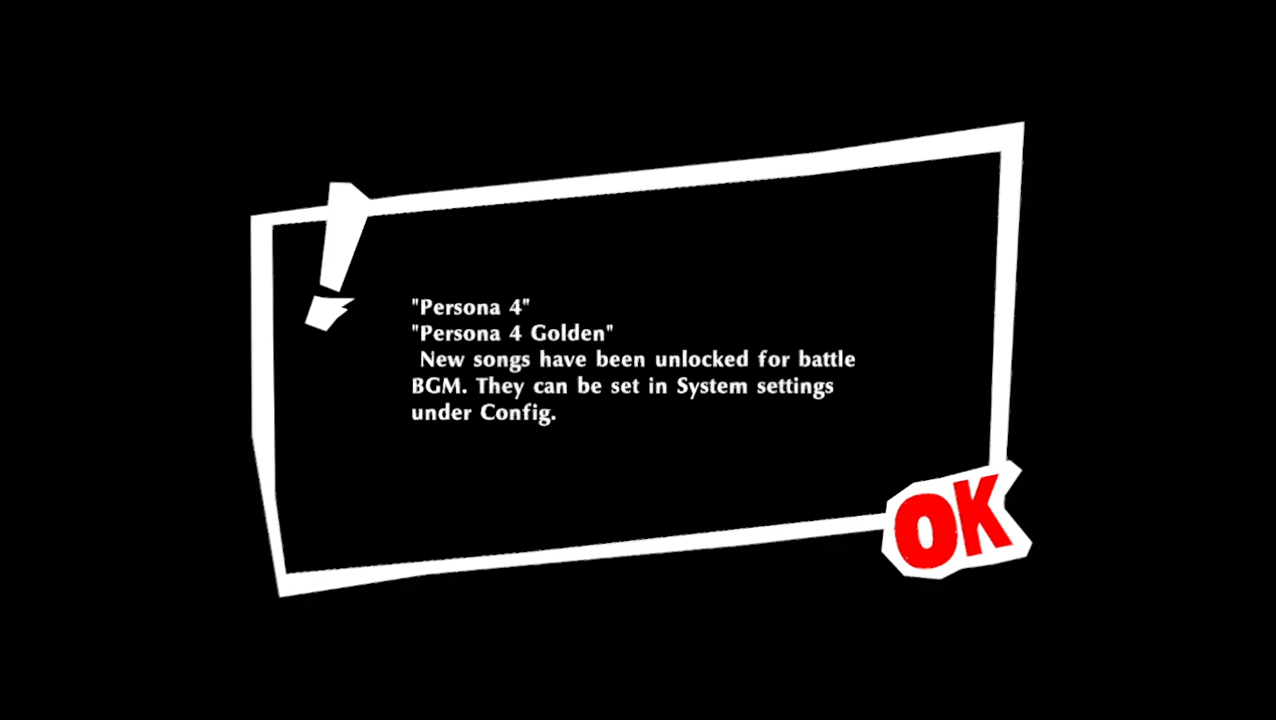 "Persona 4"
"Persona 4 Golden"
New songs have been unlocked for battle
BGM. They can be set in System settings
under Config.
OK